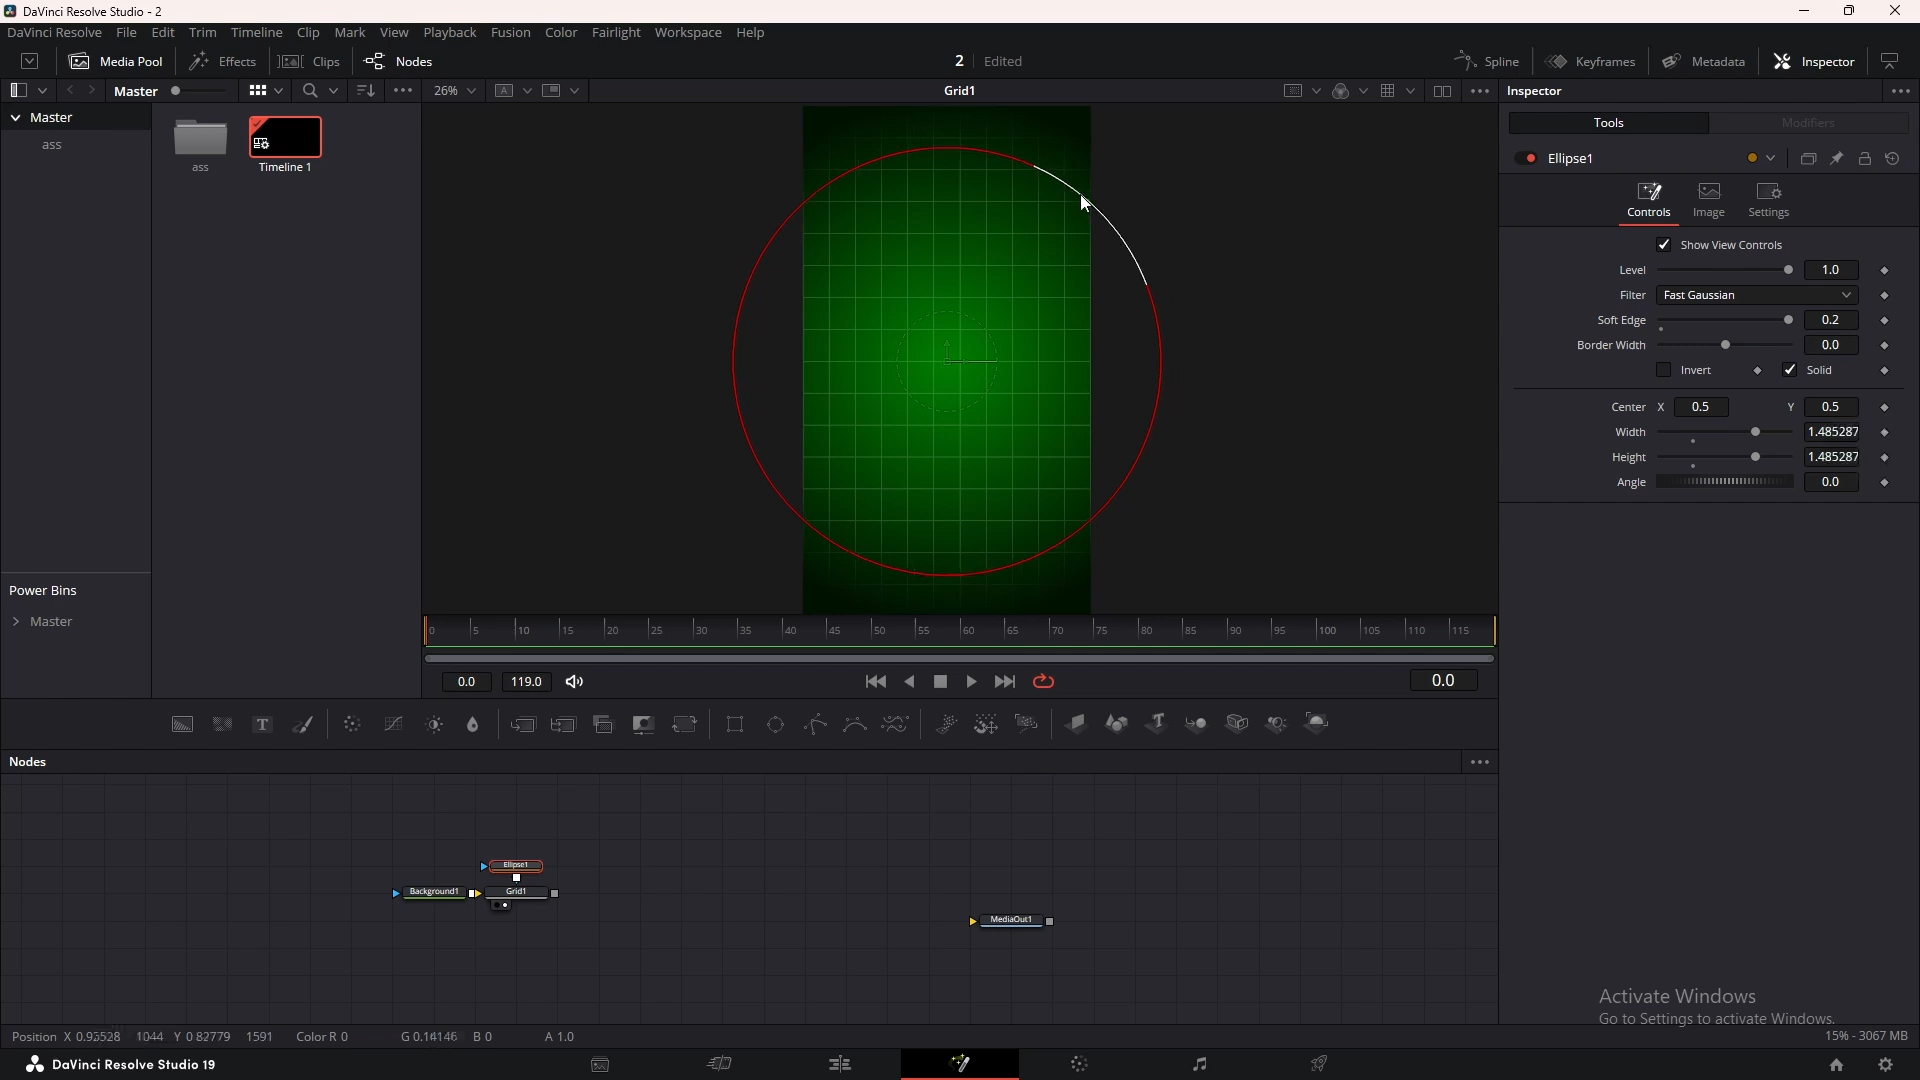 DaVinci Resolve Studio - 2
DaVinci Resolve File Edit Trim Timeline Clip Mark View Playback Fusion Color Fairlight Workspace Help
Media Pool Effects Clips Nodes 2 Edited Spline Keyframes Metadata Inspector
Master 26% Grid1 Inspector
Master
ass
ass
Timeline 1
Power Bins
Master
Tools Modifiers
Ellipse1
Controls Image Settings
Show View Controls
Level 1.0
Filter Fast Gaussian
Soft Edge 0.2
Border Width 0.0
Invert Solid
Center X 0.5 Y 0.5
Width 1.485287
Height 1.485287
Angle 0.0
0 5 10 15 20 25 30 35 40 45 50 55 60 65 70 75 80 85 90 95 100 105 110 115
0.0 119.0 0.0
Nodes
Ellipse1
Background1 Grid1
MediaOut1
Activate Windows
Go to Settings to activate Windows.
Position X 0.95528 1044 Y 0.82779 1591 Color R 0 G 0.14146 B 0 A 1.0 15% - 3067 MB
DaVinci Resolve Studio 19